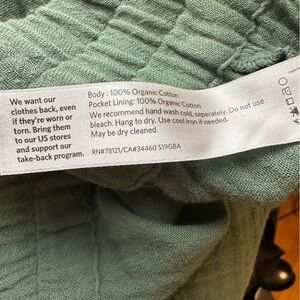 We want our
clothes back, even
if they're worn or
torn. Bring them
to our US stores
and support our
take-back program.
Body : 100% Organic Cotton
Pocket Lining: 100% Organic Cotton
We recommend hand wash cold, seperately. Do not use
bleach. Hang to dry. Use cool iron if needed.
May be dry cleaned.
RN#78121/CA#34460 S19GBA